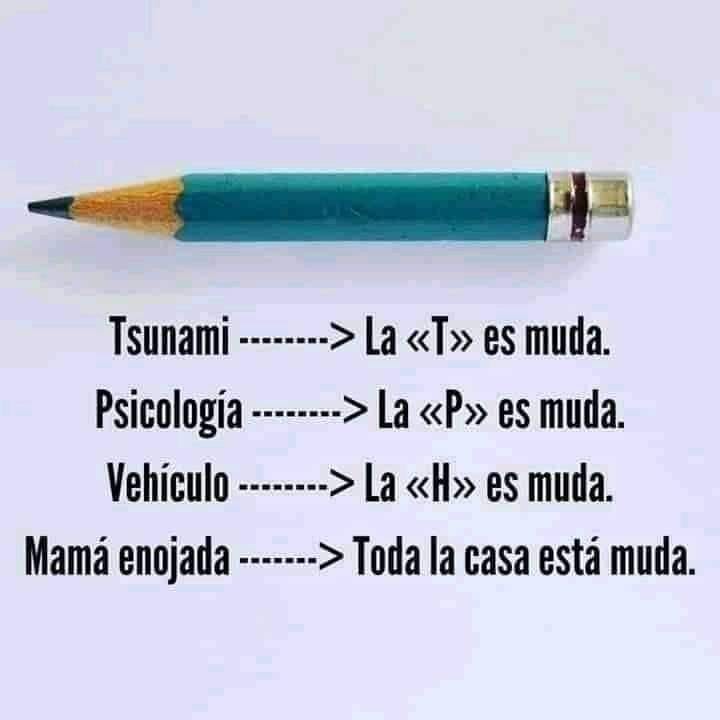 Tsunami --------> La «T» es muda.
Psicología --------> La «P» es muda.
Vehículo --------> La «H» es muda.
Mamá enojada -------> Toda la casa está muda.